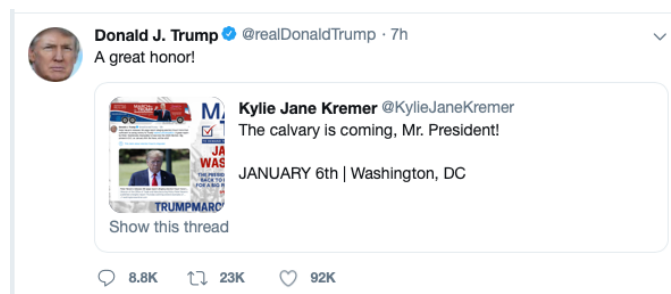 Donald J. Trump @realDonaldTrump · 7h
A great honor!
Kylie Jane Kremer @KylieJaneKremer
The calvary is coming, Mr. President!
JANUARY 6th | Washington, DC
TRUMPMARC
Show this thread
8.8K 23K 92K